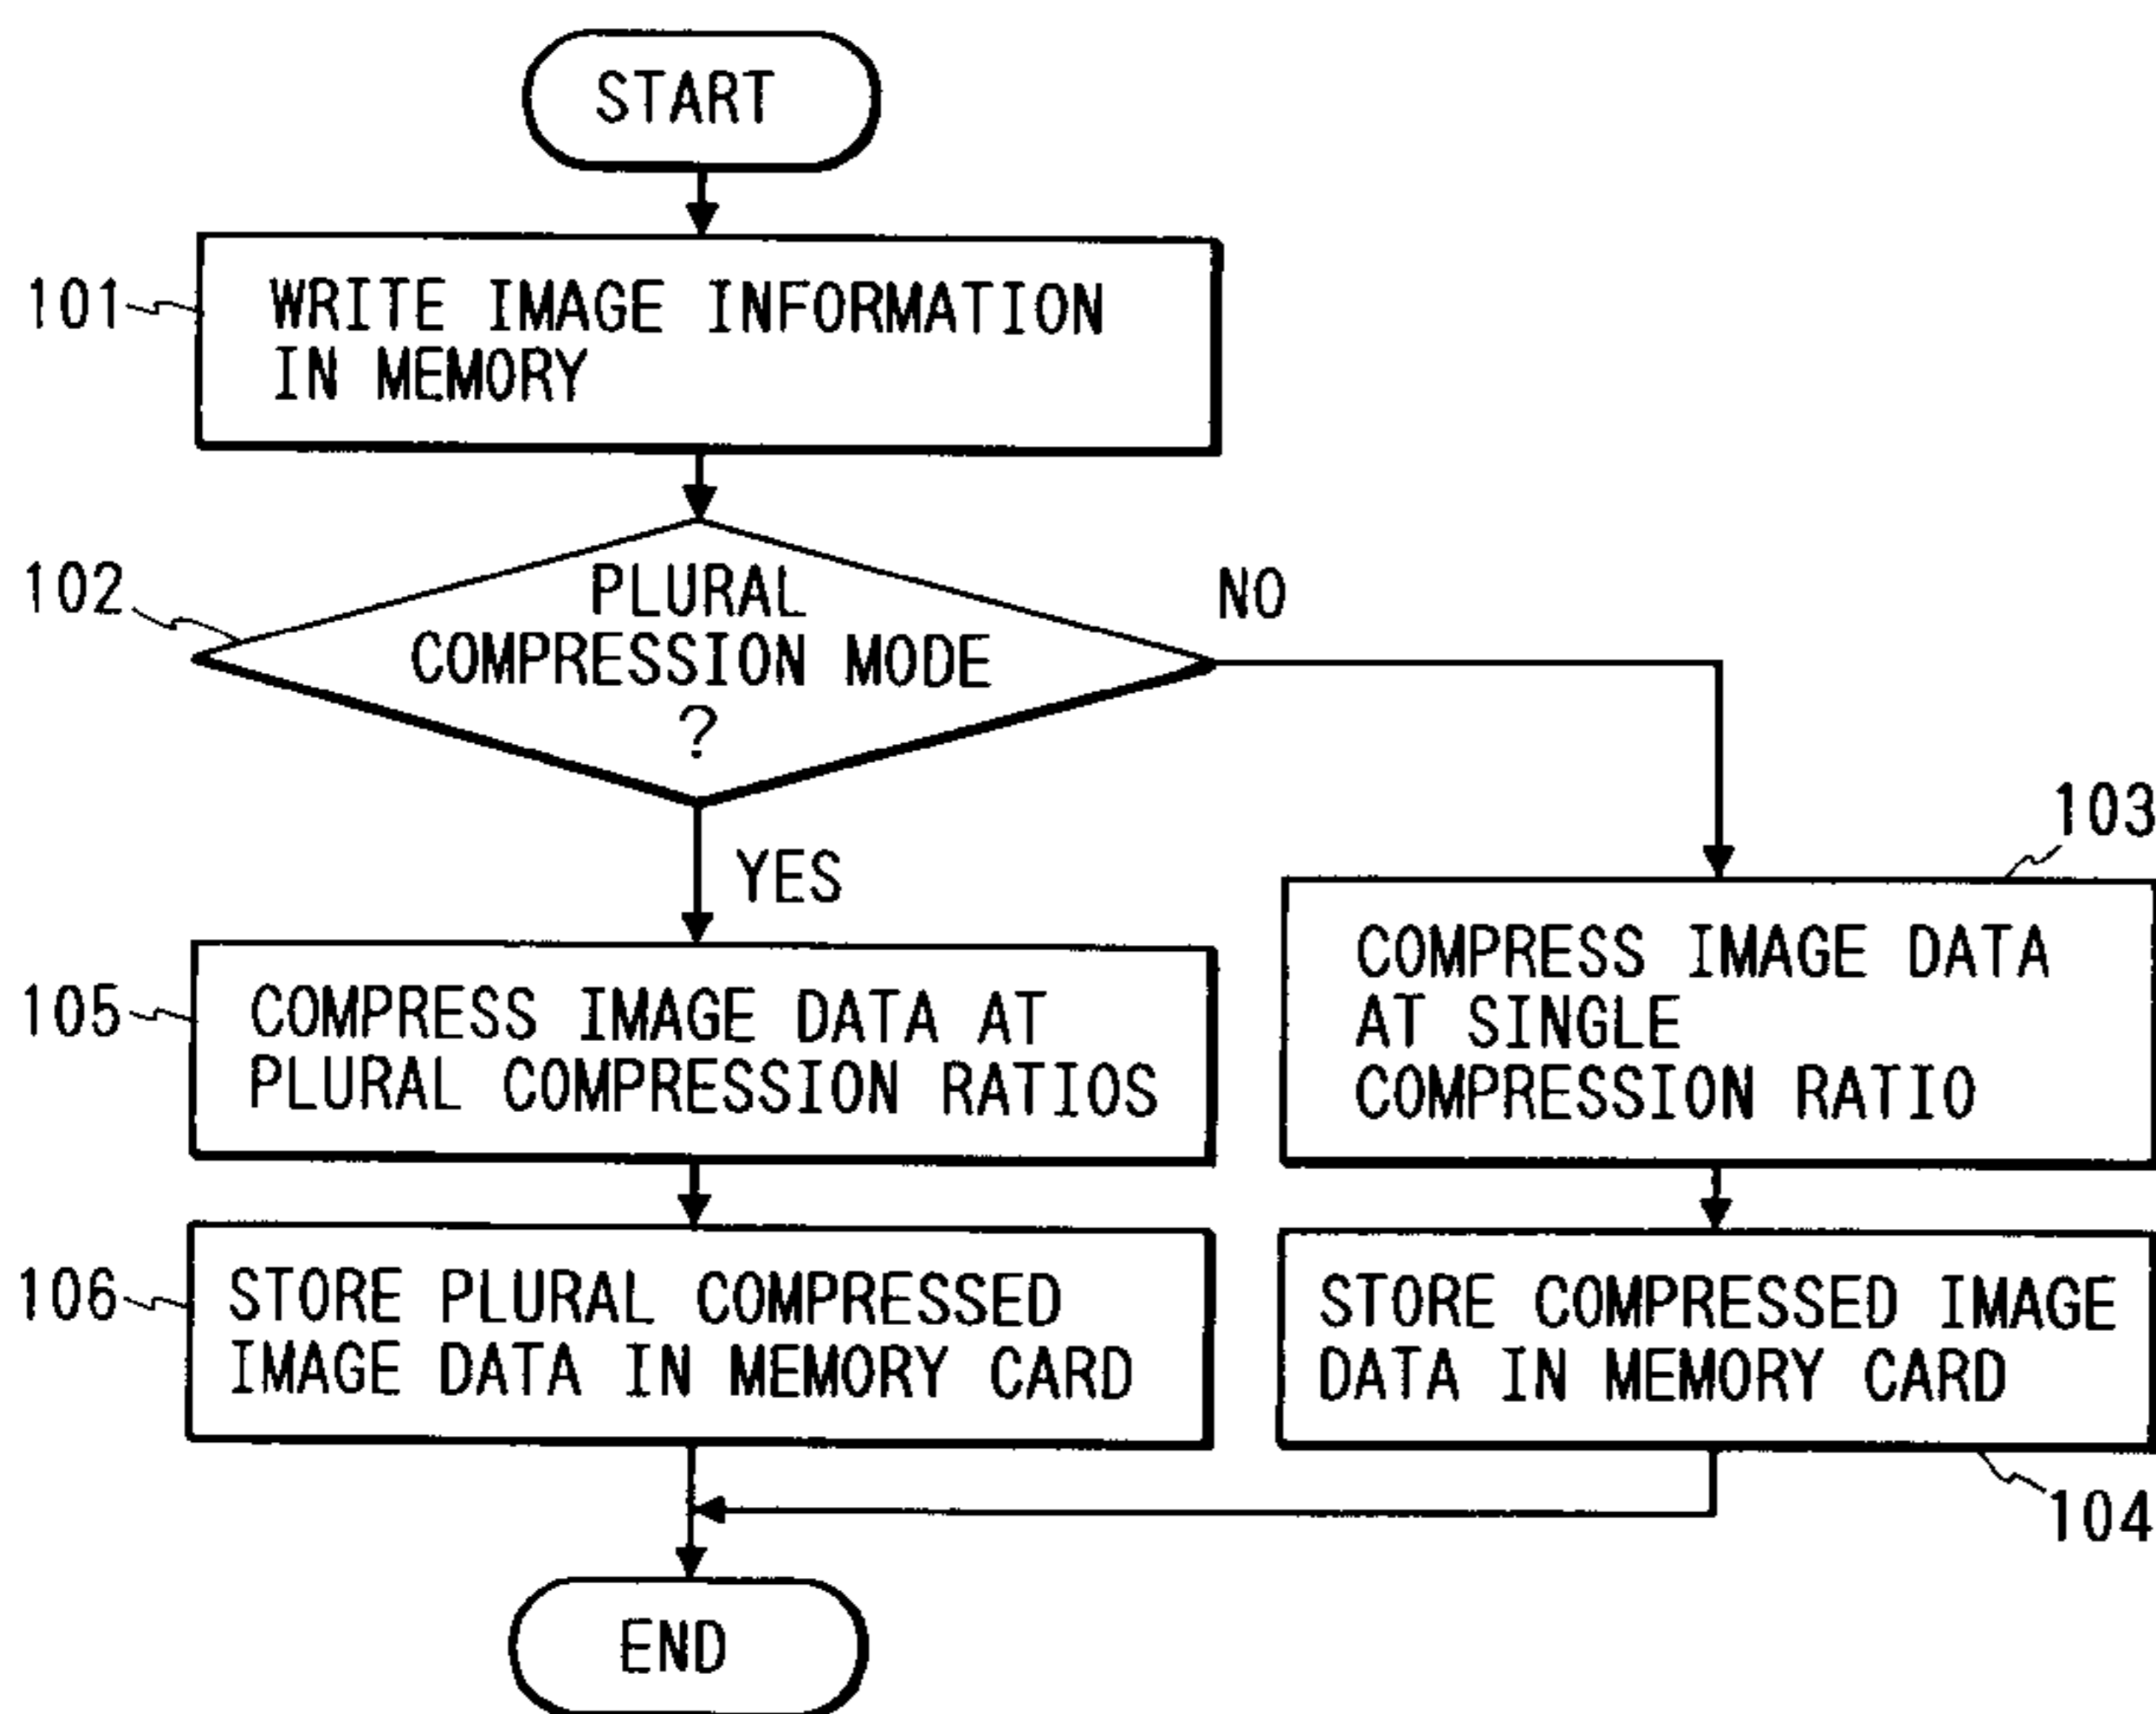 START
101
WRITE IMAGE INFORMATION
IN MEMORY
102
PLURAL
COMPRESSION MODE
?
NO
YES
103
COMPRESS IMAGE DATA
AT SINGLE
COMPRESSION RATIO
105
COMPRESS IMAGE DATA AT
PLURAL COMPRESSION RATIOS
106
STORE PLURAL COMPRESSED
IMAGE DATA IN MEMORY CARD
STORE COMPRESSED IMAGE
DATA IN MEMORY CARD
104
END